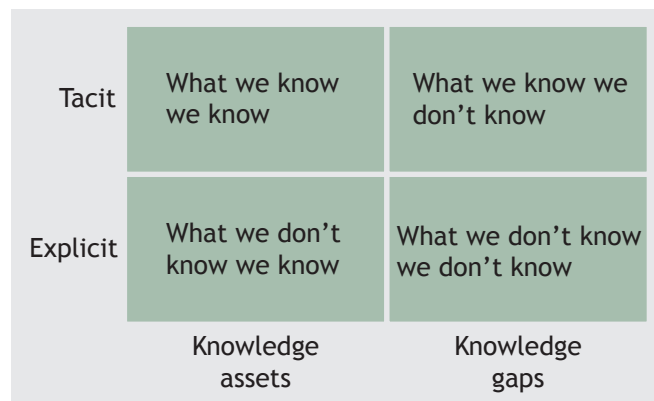 Tacit
What we know
we know
What we know we
don’t know
Explicit
What we don’t
know we know
What we don’t know
we don’t know
Knowledge
assets
Knowledge
gaps